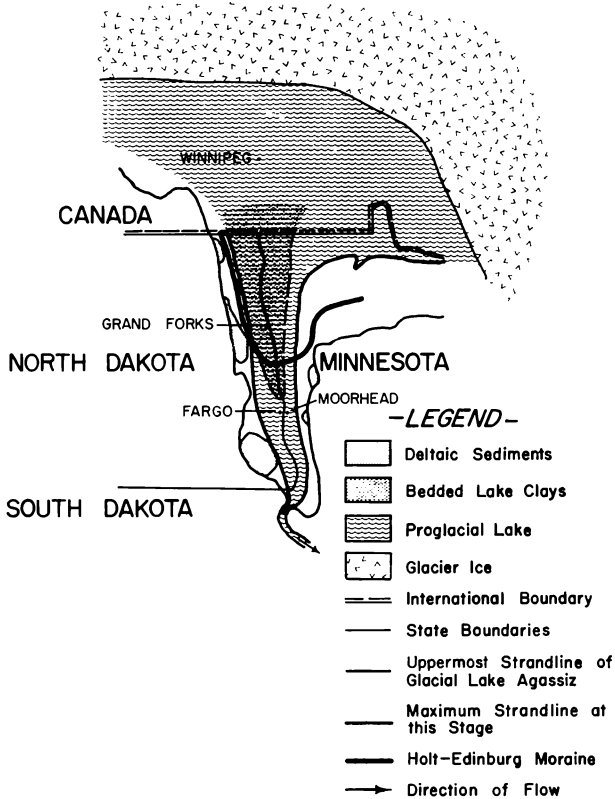 WINNIPEG
CANADA
GRAND FORKS
NORTH DAKOTA
MINNESOTA
MOORHEAD
FARGO
SOUTH DAKOTA
-LEGEND-
Deltaic Sediments
Bedded Lake Clays
Proglacial Lake
Glacier Ice
International Boundary
State Boundaries
Uppermost Strandline of
Glacial Lake Agassiz
Maximum Strandline at
this Stage
Holt-Edinburg Moraine
Direction of Flow